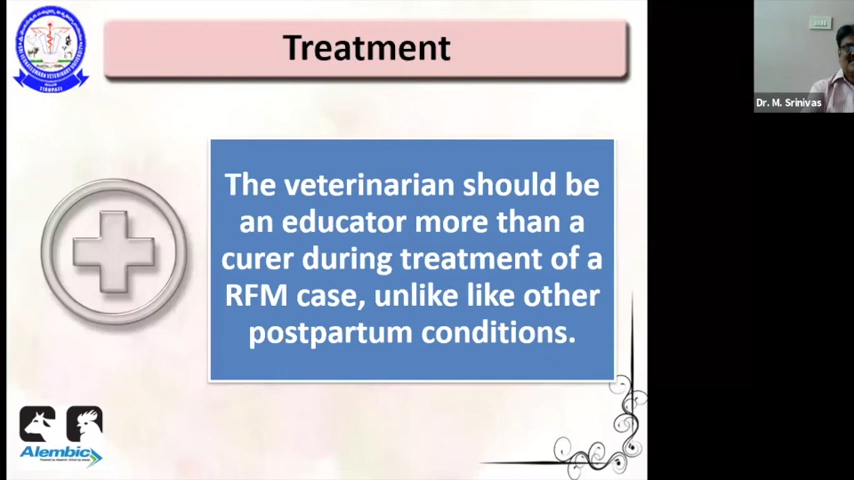 Treatment
The veterinarian should be
an educator more than a
curer during treatment of a
RFM case, unlike like other
postpartum conditions.
Dr. M. Srinivas
TIRUPATI
Alembic